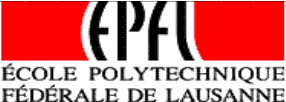 EPFL
ÉCOLE POLYTECHNIQUE
FÉDÉRALE DE LAUSANNE